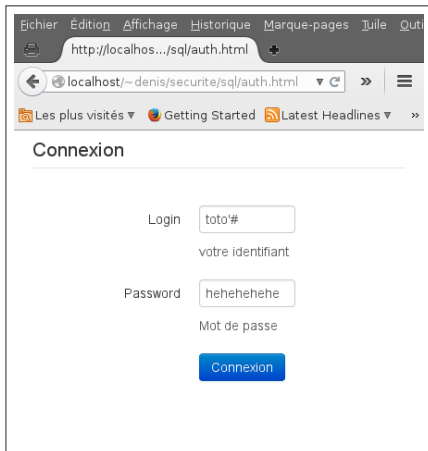 Fichier Édition Affichage Historique Marque-pages Tuile Outi
http://localhos.../sql/auth.html
localhost/~denis/securite/sql/auth.html
Les plus visités Getting Started Latest Headlines »
Connexion
Login toto'#
votre identifiant
Password hehehehehe
Mot de passe
Connexion